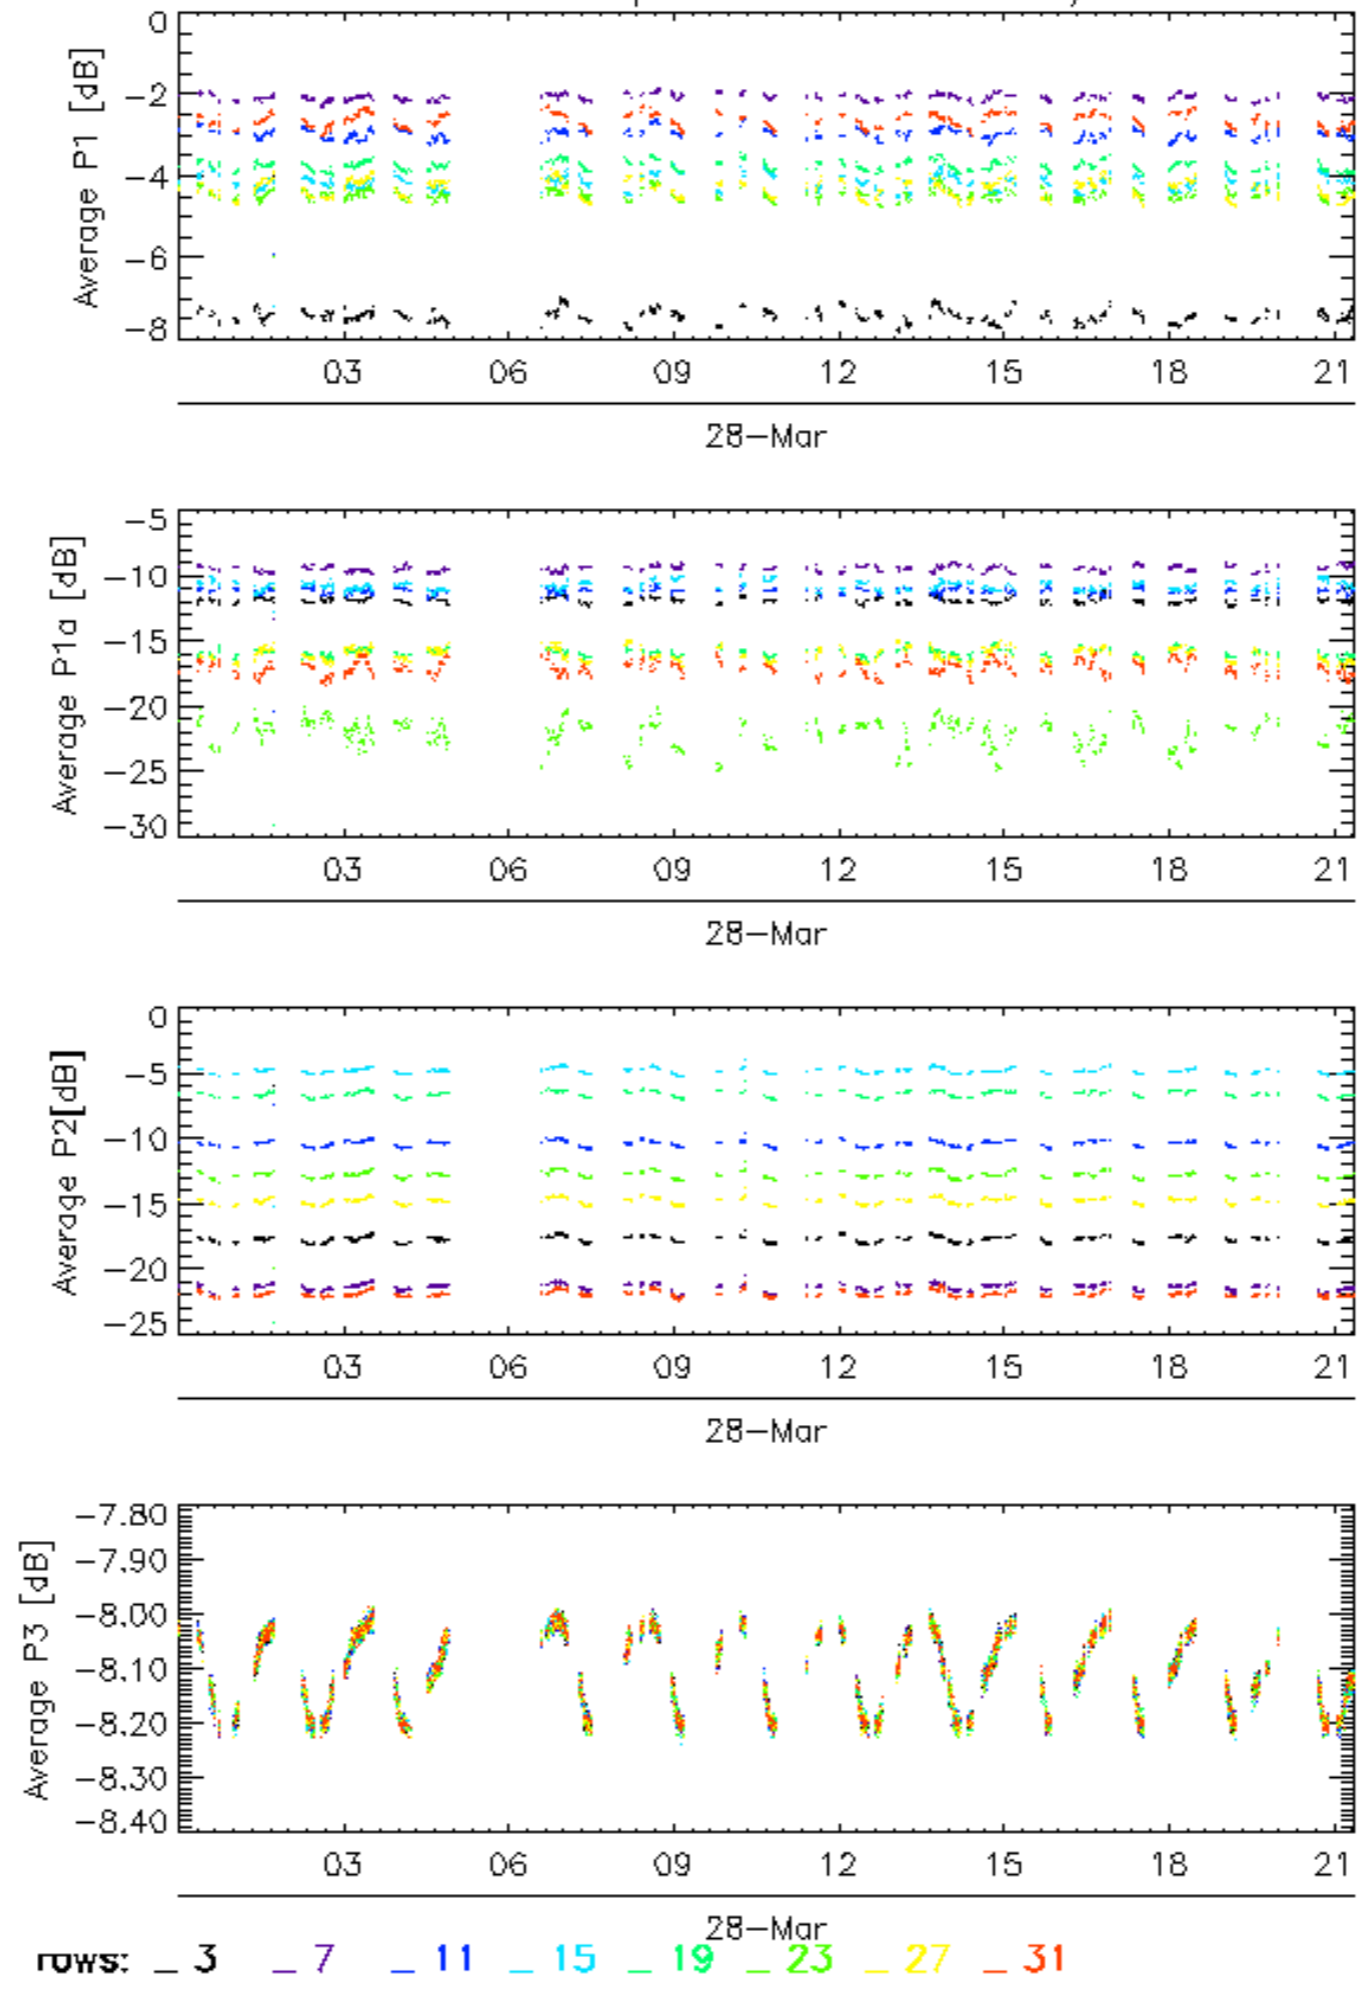 Average P1 [dB]
0
−2
−4
−6
−8
03 06 09 12 15 18 21
28−Mar
Average P1a [dB]
−5
−10
−15
−20
−25
−30
03 06 09 12 15 18 21
28−Mar
Average P2[dB]
0
−5
−10
−15
−20
−25
03 06 09 12 15 18 21
28−Mar
Average P3 [dB]
−7.80
−7.90
−8.00
−8.10
−8.20
−8.30
−8.40
03 06 09 12 15 18 21
28−Mar
rows: _ 3 _ 7 _ 11 _ 15 _ 19 _ 23 _ 27 _ 31